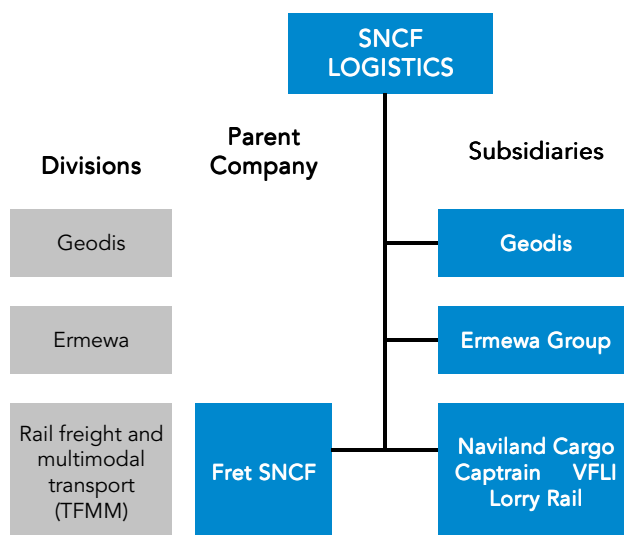 SNCF
LOGISTICS
Divisions
Parent
Company
Subsidiaries
Geodis
Geodis
Ermewa
Ermewa Group
Rail freight and
multimodal
transport
(TFMM)
Fret SNCF
Naviland Cargo
Captrain VFLI
Lorry Rail